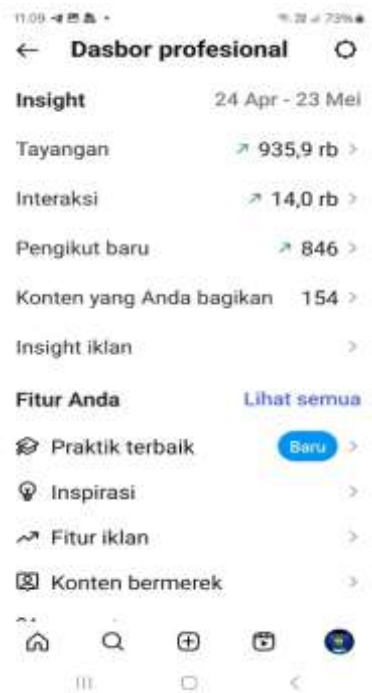 11.09
73%
Dasbor profesional
Insight 24 Apr - 23 Mei
Tayangan 935,9 rb
Interaksi 14,0 rb
Pengikut baru 846
Konten yang Anda bagikan 154
Insight iklan
Fitur Anda Lihat semua
Praktik terbaik Baru
Inspirasi
Fitur iklan
Konten bermerek